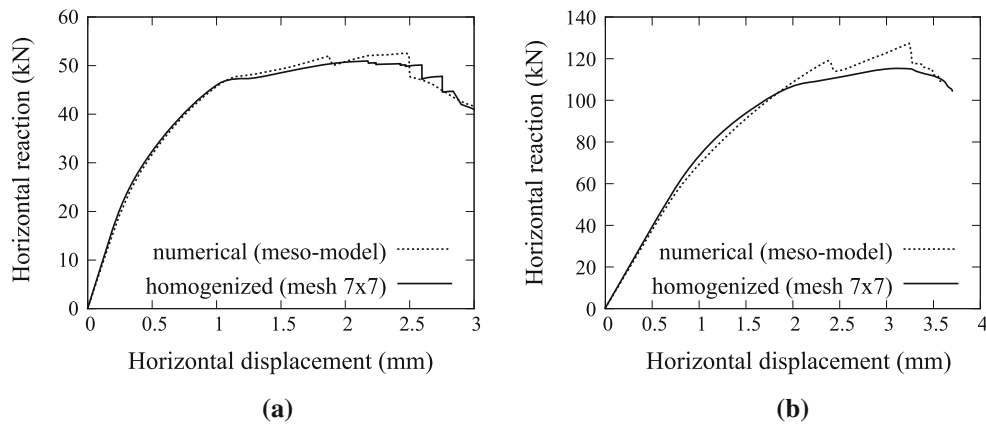 60
50
40
30
20
10
0
0 0.5 1 1.5 2 2.5 3
Horizontal reaction (kN)
numerical (meso-model)
homogenized (mesh 7x7)
Horizontal displacement (mm)
(a)
140
120
100
80
60
40
20
0
0 0.5 1 1.5 2 2.5 3 3.5 4
Horizontal reaction (kN)
numerical (meso-model)
homogenized (mesh 7x7)
Horizontal displacement (mm)
(b)